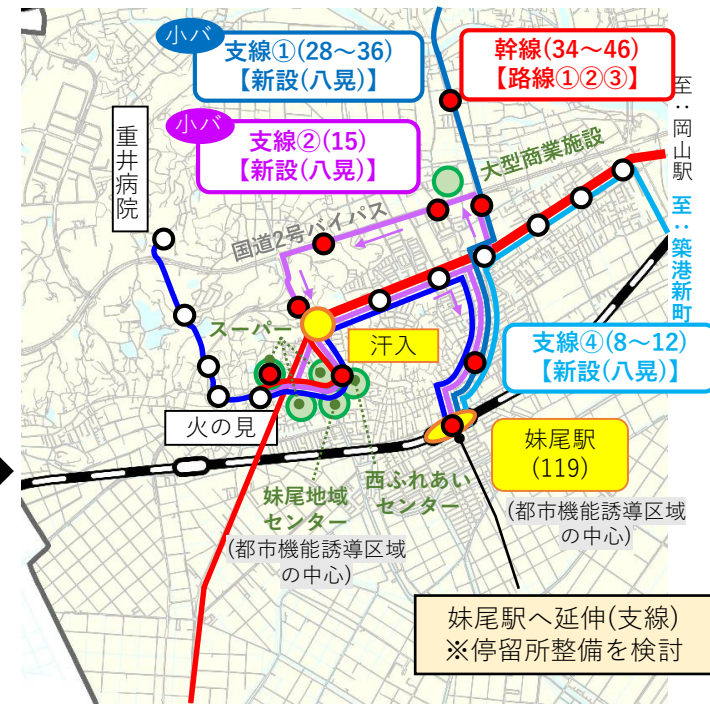 小バ
支線①(28～36)
【新設(八晃)】
幹線(34～46)
【路線①②③】
小バ
支線②(15)
【新設(八晃)】
重井病院
大型商業施設
至：岡山駅
至：築港新町
国道2号バイパス
スーパー
汗入
支線④(8～12)
【新設(八晃)】
火の見
妹尾駅
(119)
(都市機能誘導区域
の中心)
妹尾地域
センター
(都市機能誘導区域
の中心)
西ふれあい
センター
妹尾駅へ延伸(支線)
※停留所整備を検討